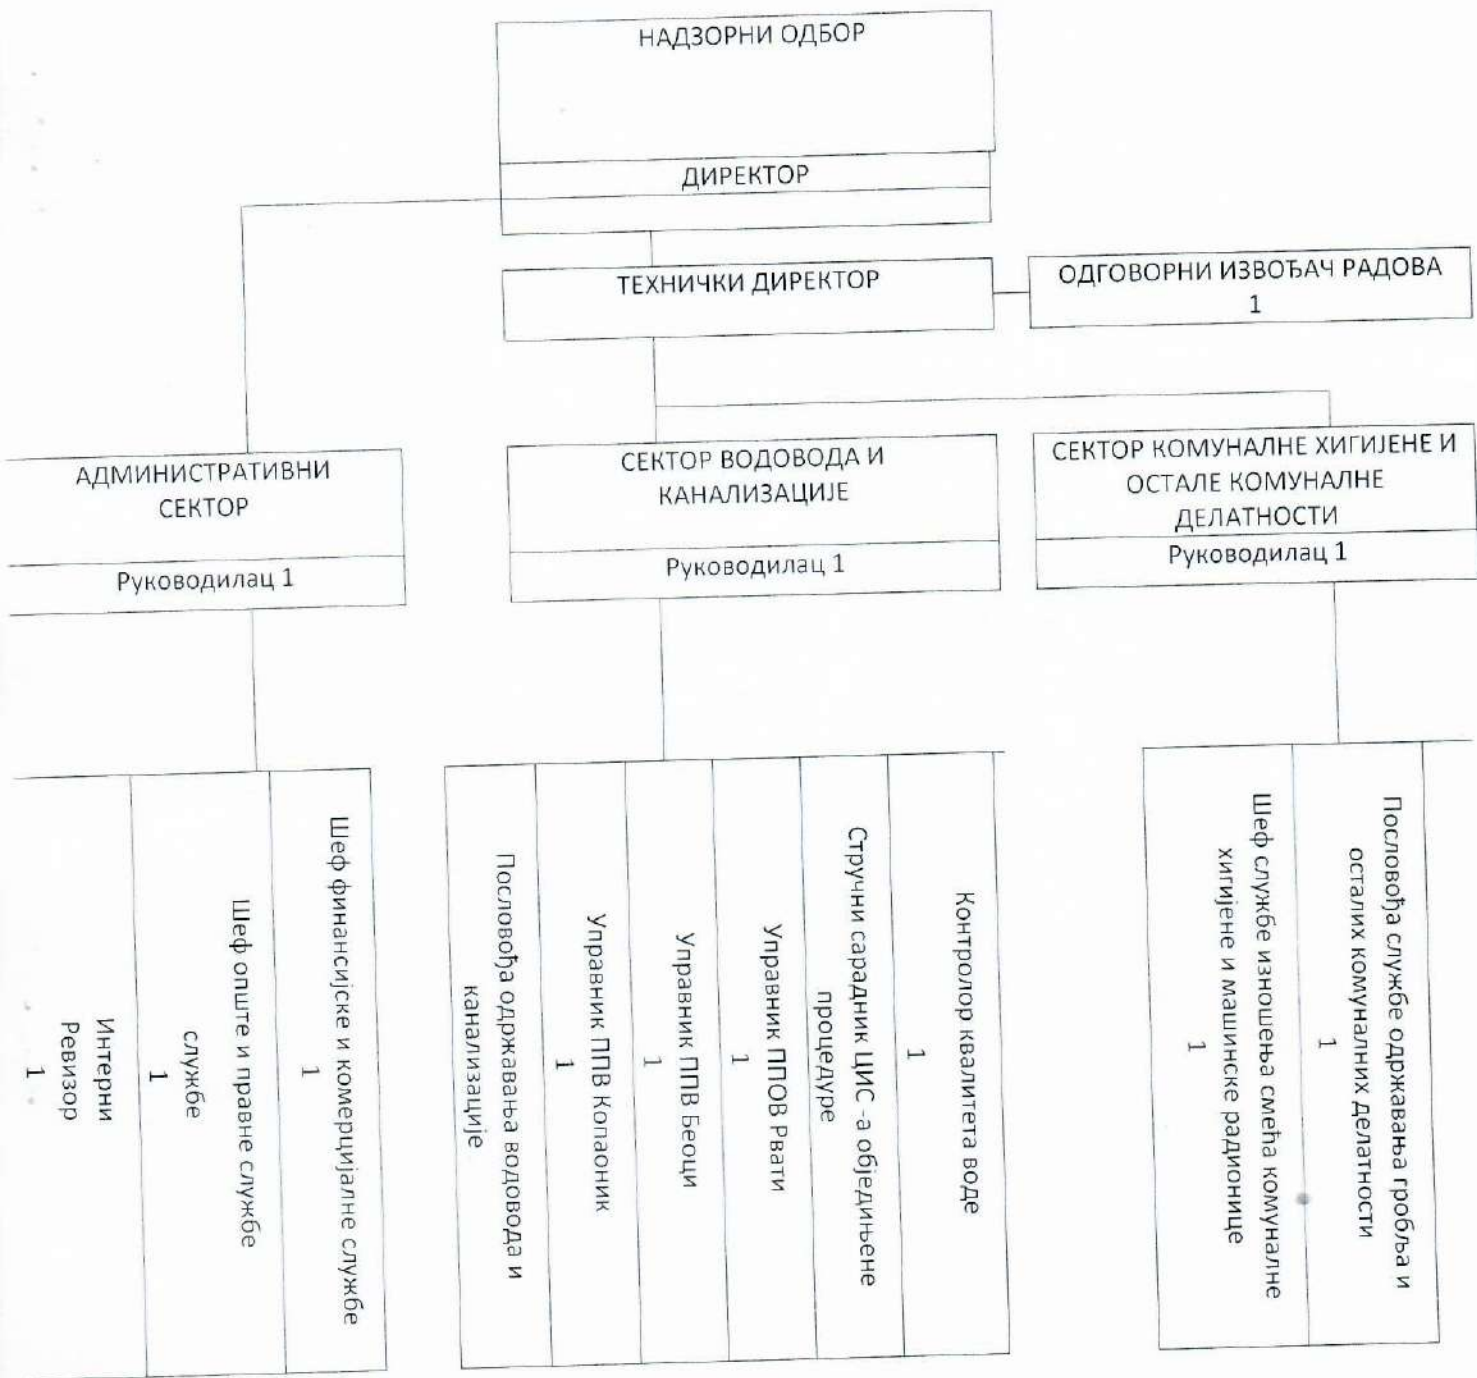 НАДЗОРНИ ОДБОР
ДИРЕКТОР
ТЕХНИЧКИ ДИРЕКТОР
ОДГОВОРНИ ИЗВОЂАЧ РАДОВА
1
АДМИНИСТРАТИВНИ
СЕКТОР
Руководилац 1
СЕКТОР ВОДОВОДА И
КАНАЛИЗАЦИЈЕ
Руководилац 1
СЕКТОР КОМУНАЛНЕ ХИГИЈЕНЕ И
ОСТАЛЕ КОМУНАЛНЕ
ДЕЛАТНОСТИ
Руководилац 1
Интерни
Ревизор
1
Шеф опште и правне службе
службе
1
Шеф финансијске и комерцијалне службе
1
Пословођа одржавања водовода и
канализације
Управник ППВ Копаоник
1
Управник ППВ Беоци
1
Управник ППОВ Рвати
1
Стручни сарадник ЦИС -а обједињене
процедуре
Контролор квалитета воде
1
Шеф службе изношења смећа комуналне
хигијене и машинске радионице
1
Пословођа службе одржавања гробља и
осталих комуналних делатности
1